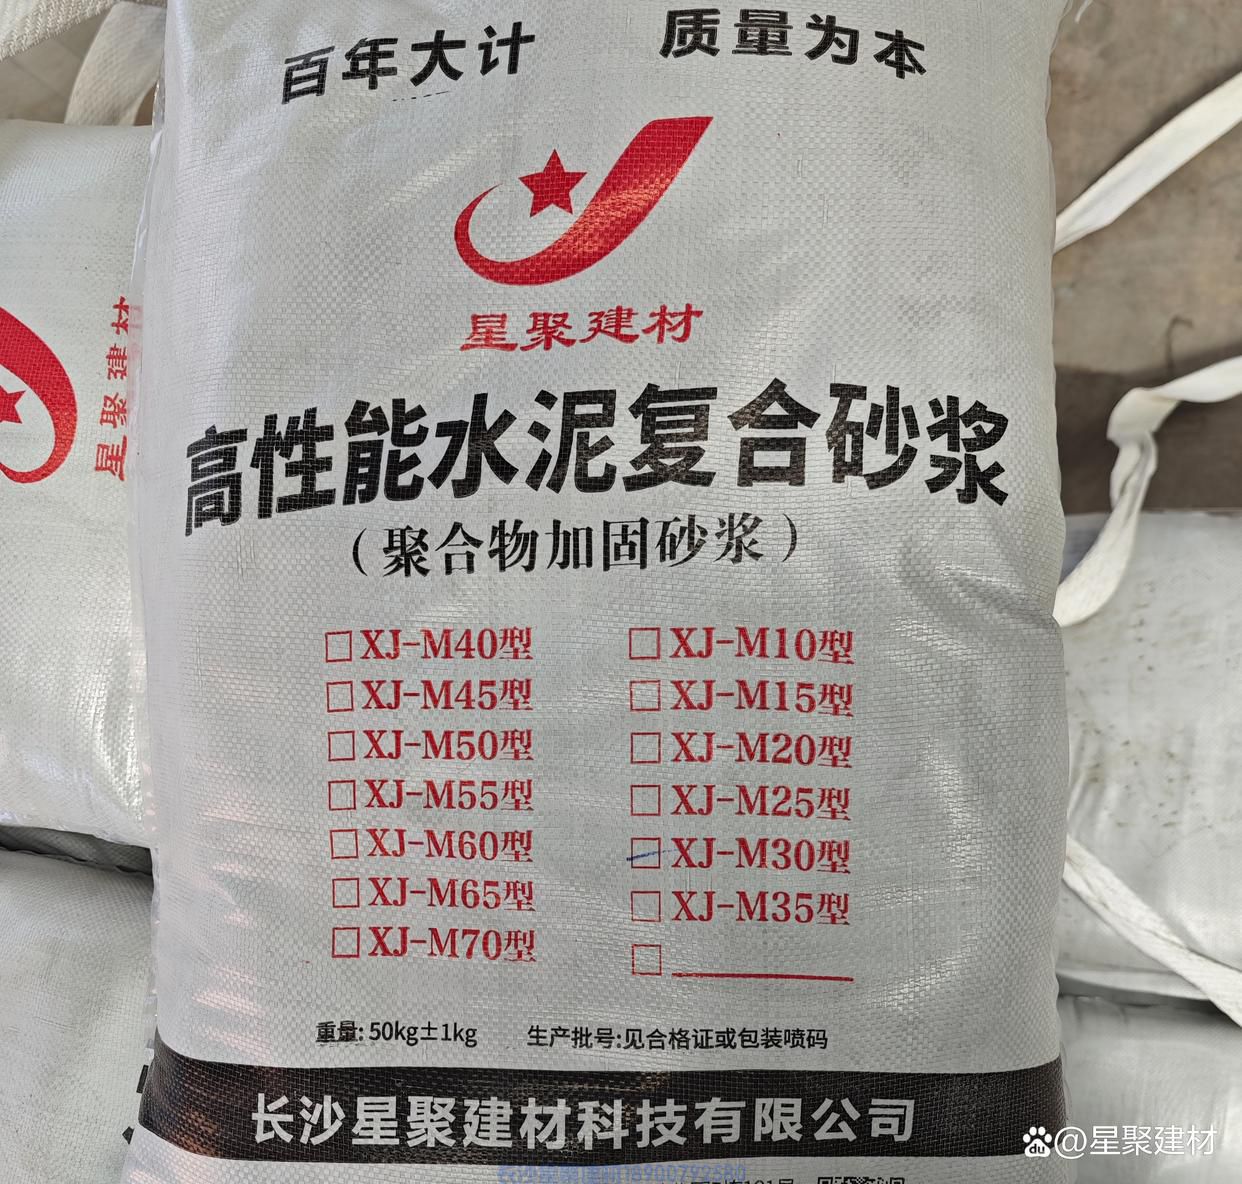 百年大计 质量为本
星聚建材
星聚建材
高性能水泥复合砂浆
(聚合物加固砂浆)
□XJ-M40型 □XJ-M10型
□XJ-M45型 □XJ-M15型
□XJ-M50型 □XJ-M20型
□XJ-M55型 □XJ-M25型
□XJ-M60型 □XJ-M30型
□XJ-M65型 □XJ-M35型
□XJ-M70型 □
重量: 50kg±1kg 生产批号:见合格证或包装喷码
长沙星聚建材科技有限公司
@星聚建材